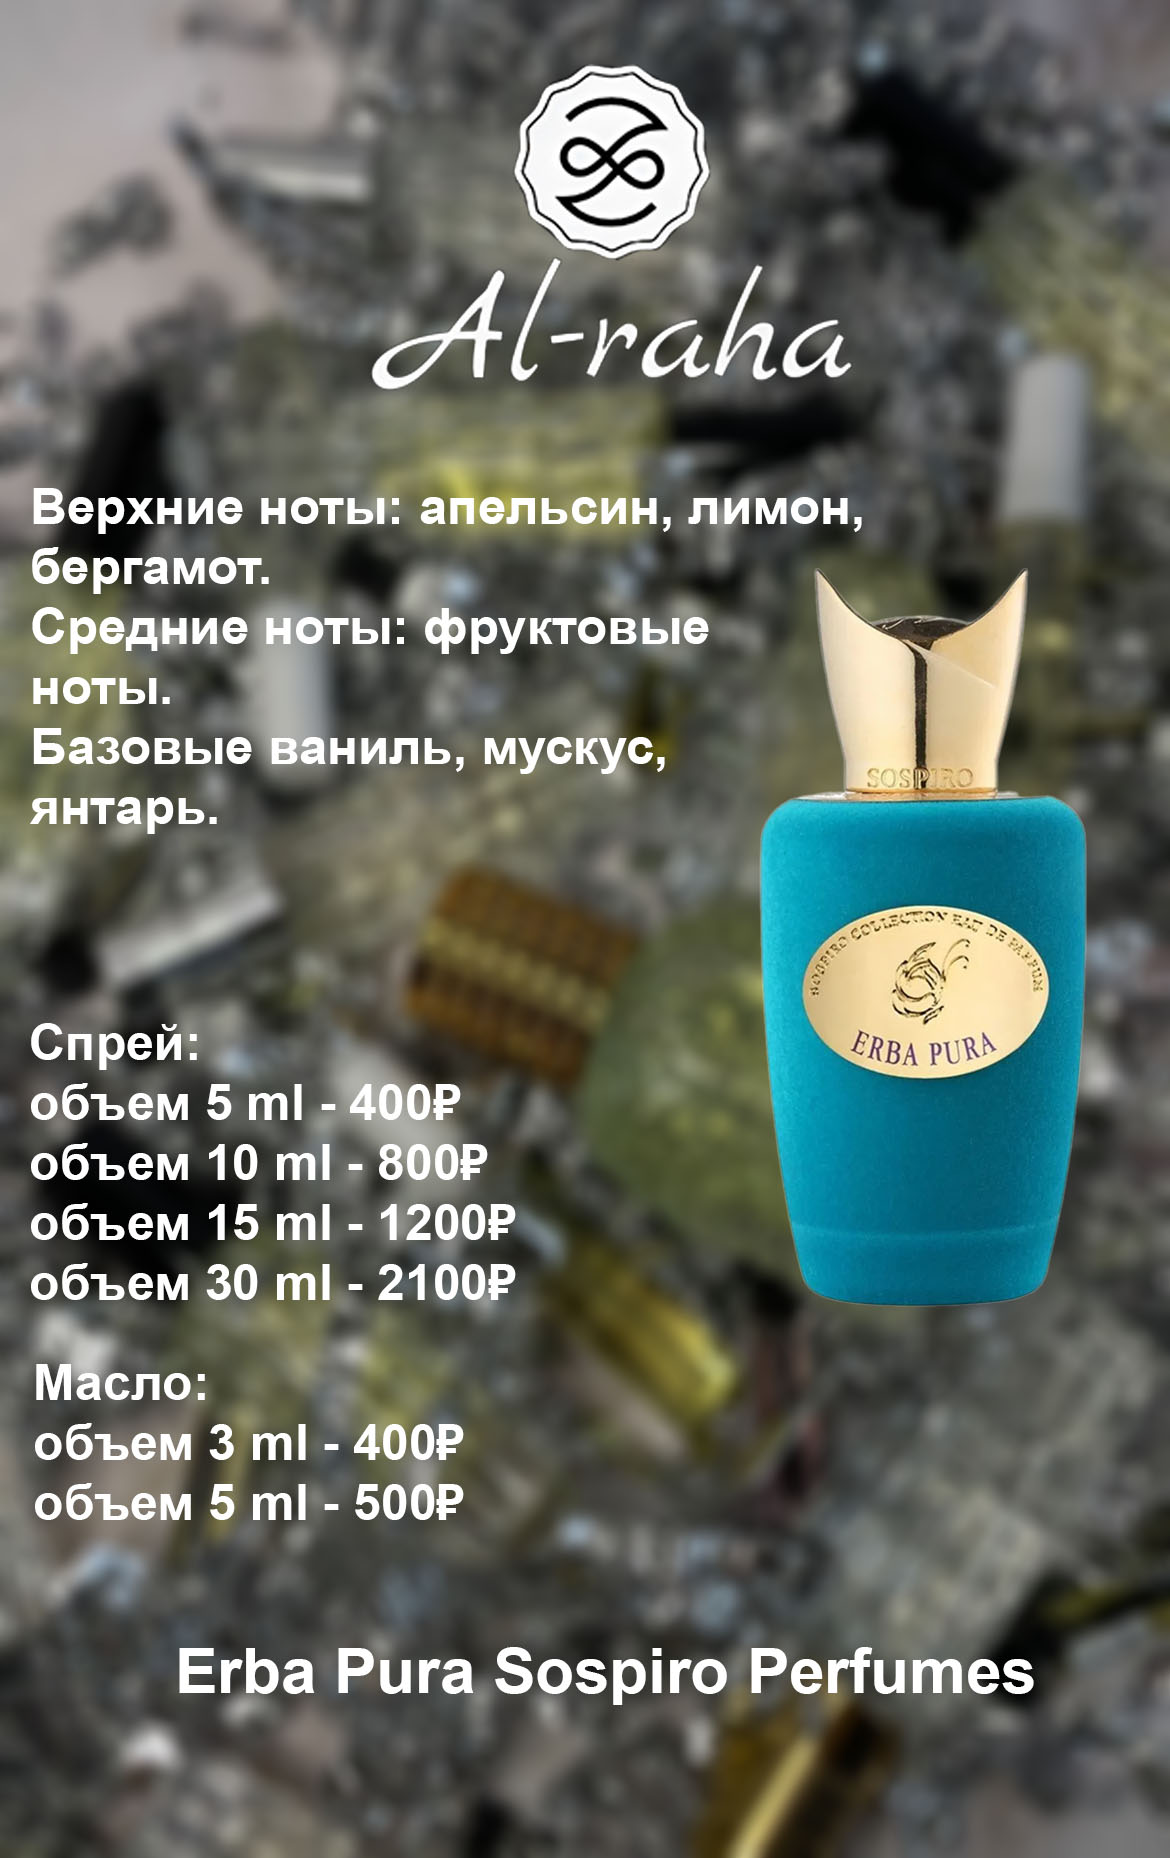 Al-raha
Верхние ноты: апельсин, лимон,
бергамот.
Средние ноты: фруктовые
ноты.
Базовые ваниль, мускус,
янтарь.
SOSPIRO
SOSPIRO COLLECTION EAU DE PARFUM
ERBA PURA
Спрей:
объем 5 ml - 400₽
объем 10 ml - 800₽
объем 15 ml - 1200₽
объем 30 ml - 2100₽
Масло:
объем 3 ml - 400₽
объем 5 ml - 500₽
Erba Pura Sospiro Perfumes